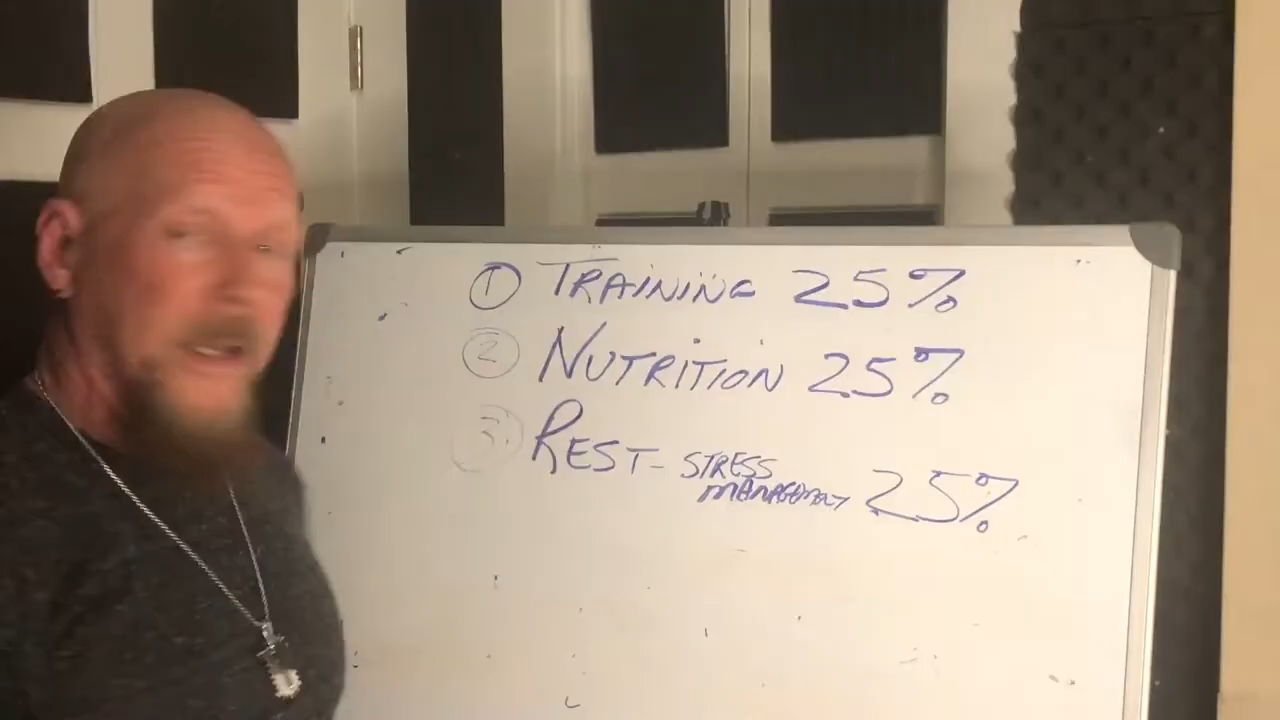 ① TRAINING 25%
② NUTRITION 25%
③ REST - STRESS
MANAGEMENT 25%